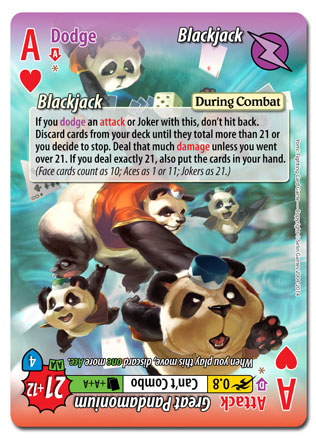 A
Dodge
Blackjack
Blackjack
During Combat
If you dodge an attack or Joker with this, don't hit back.
Discard cards from your deck until they total more than 21 or
you decide to stop. Deal that much damage unless you went
over 21. If you deal exactly 21, also put the cards in your hand.
(Face cards count as 10; Aces as 1 or 11; Jokers as 21.)
A
Attack
Great Pandamonium
0.8
Can't Combo
+A+A
21+12
When you play this move, discard one more Ace.
AA
4